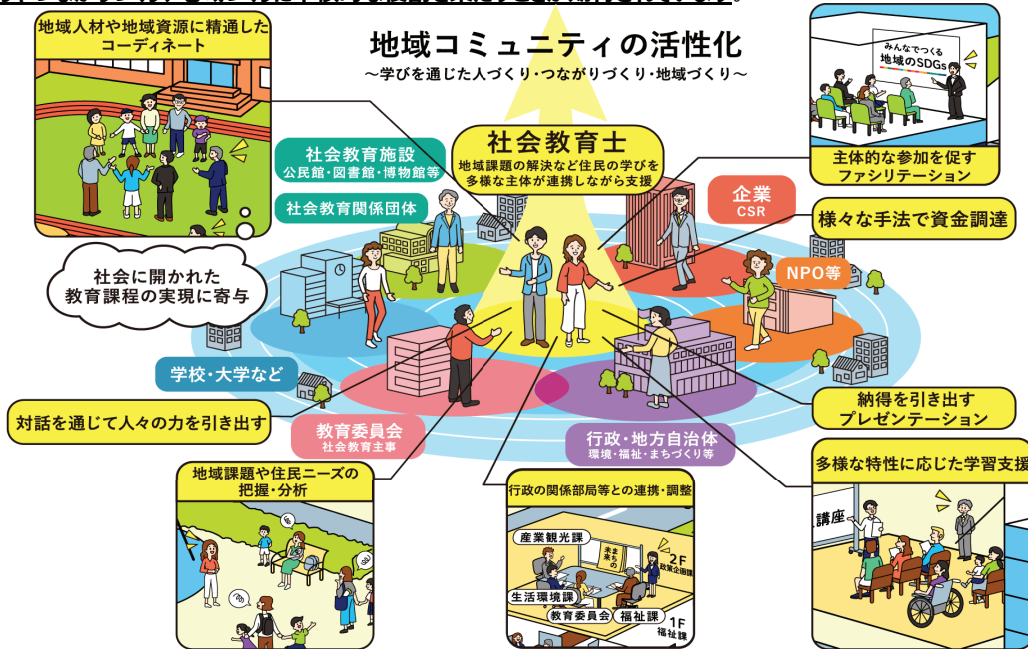 地域人材や地域資源に精通した
コーディネート
地域コミュニティの活性化
～学びを通じた人づくり・つながりづくり・地域づくり～
みんなでつくる
地域のSDGs
主体的な参加を促す
ファシリテーション
社会教育士
地域課題の解決など住民の学びを
多様な主体が連携しながら支援
社会教育施設
公民館・図書館・博物館等
社会教育関係団体
企業
CSR
様々な手法で資金調達
NPO等
社会に開かれた
教育課程の実現に寄与
学校・大学など
対話を通じて人々の力を引き出す
教育委員会
社会教育主事
行政・地方自治体
環境・福祉・まちづくり等
納得を引き出す
プレゼンテーション
地域課題や住民ニーズの
把握・分析
行政の関係部局等との連携・調整
産業観光課
まちの
未来
2F
政策企画課
生活環境課
教育委員会
福祉課
1F
福祉課
多様な特性に応じた学習支援
講座